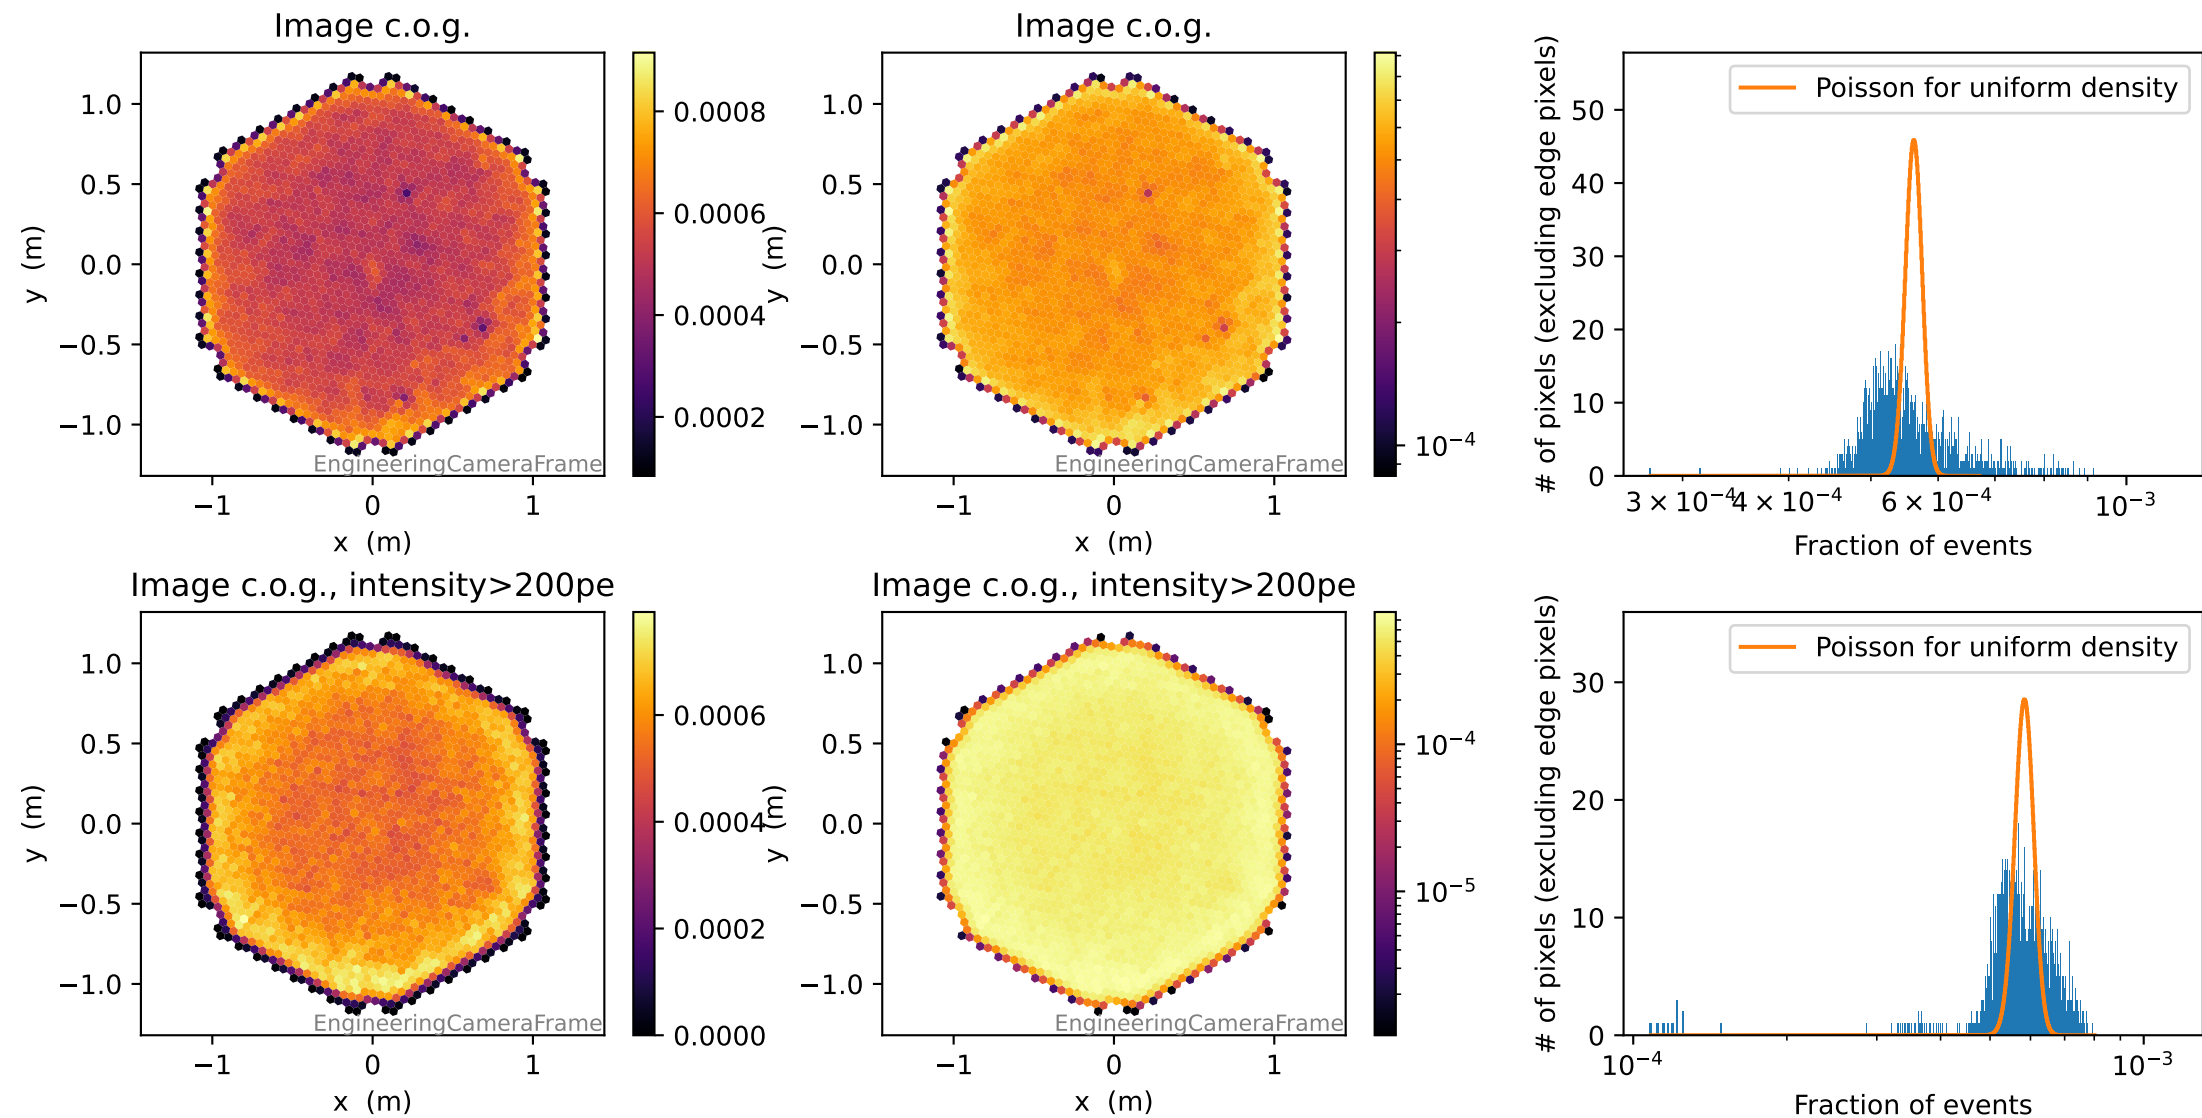 Image c.o.g.
1.0
0.5
0.0
−0.5
−1.0
y (m)
−1
0
1
x (m)
EngineeringCameraFrame
0.0008
0.0006
0.0004
0.0002
Image c.o.g.
1.0
0.5
0.0
−0.5
−1.0
y (m)
−1
0
1
x (m)
EngineeringCameraFrame
10⁻⁴
# of pixels (excluding edge pixels)
50
40
30
20
10
0
Poisson for uniform density
3 × 10⁻⁴
4 × 10⁻⁴
6 × 10⁻⁴
10⁻³
Fraction of events
Image c.o.g., intensity>200pe
1.0
0.5
0.0
−0.5
−1.0
y (m)
−1
0
1
x (m)
EngineeringCameraFrame
0.0006
0.0004
0.0002
0.0000
Image c.o.g., intensity>200pe
1.0
0.5
0.0
−0.5
−1.0
y (m)
−1
0
1
x (m)
EngineeringCameraFrame
10⁻⁴
10⁻⁵
# of pixels (excluding edge pixels)
30
20
10
0
Poisson for uniform density
10⁻⁴
10⁻³
Fraction of events